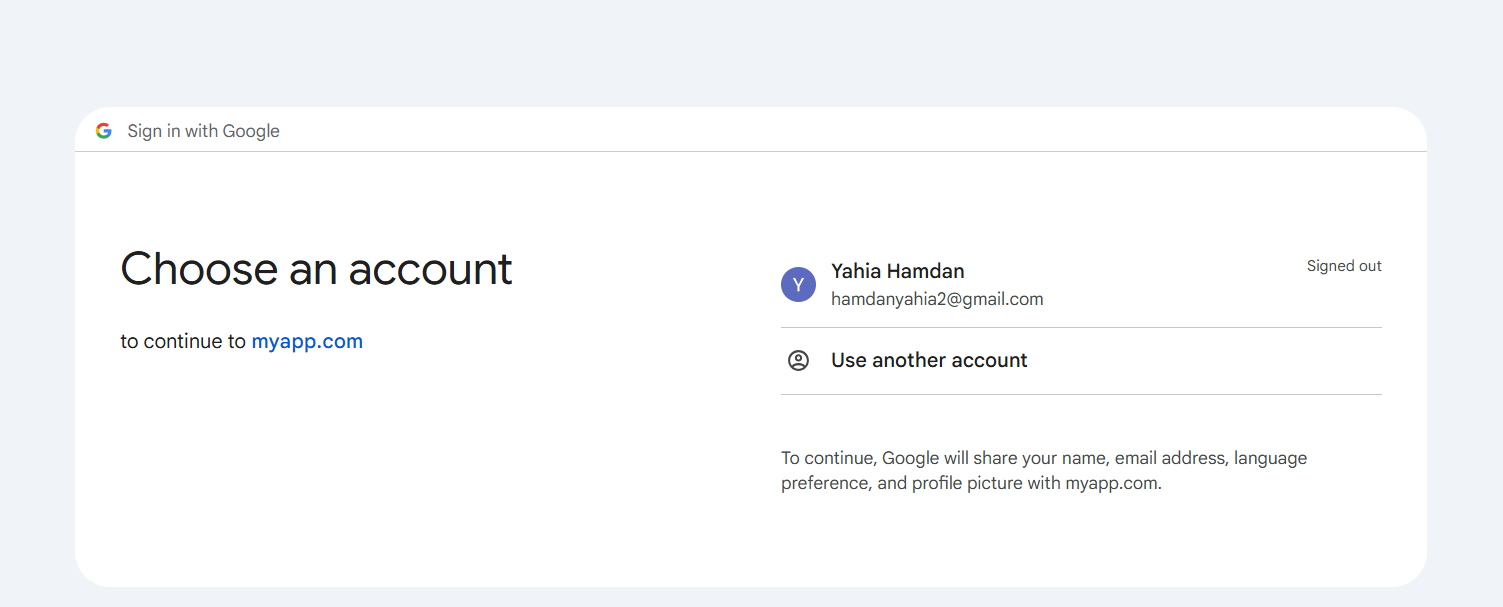 Sign in with Google
Choose an account
to continue to myapp.com
Y
Yahia Hamdan
hamdanyahia2@gmail.com
Signed out
Use another account
To continue, Google will share your name, email address, language
preference, and profile picture with myapp.com.